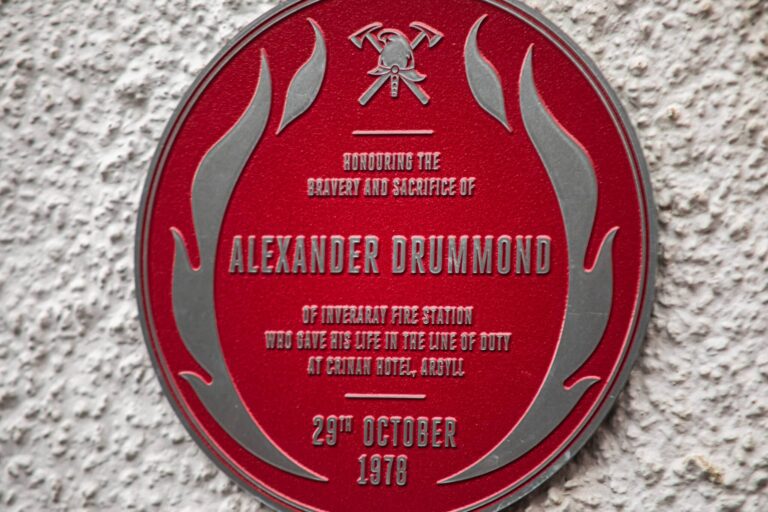 HONOURING THE
BRAVERY AND SACRIFICE OF
ALEXANDER DRUMMOND
OF INVERARAY FIRE STATION
WHO GAVE HIS LIFE IN THE LINE OF DUTY
AT CRINAN HOTEL, ARGYLL
29TH OCTOBER
1978